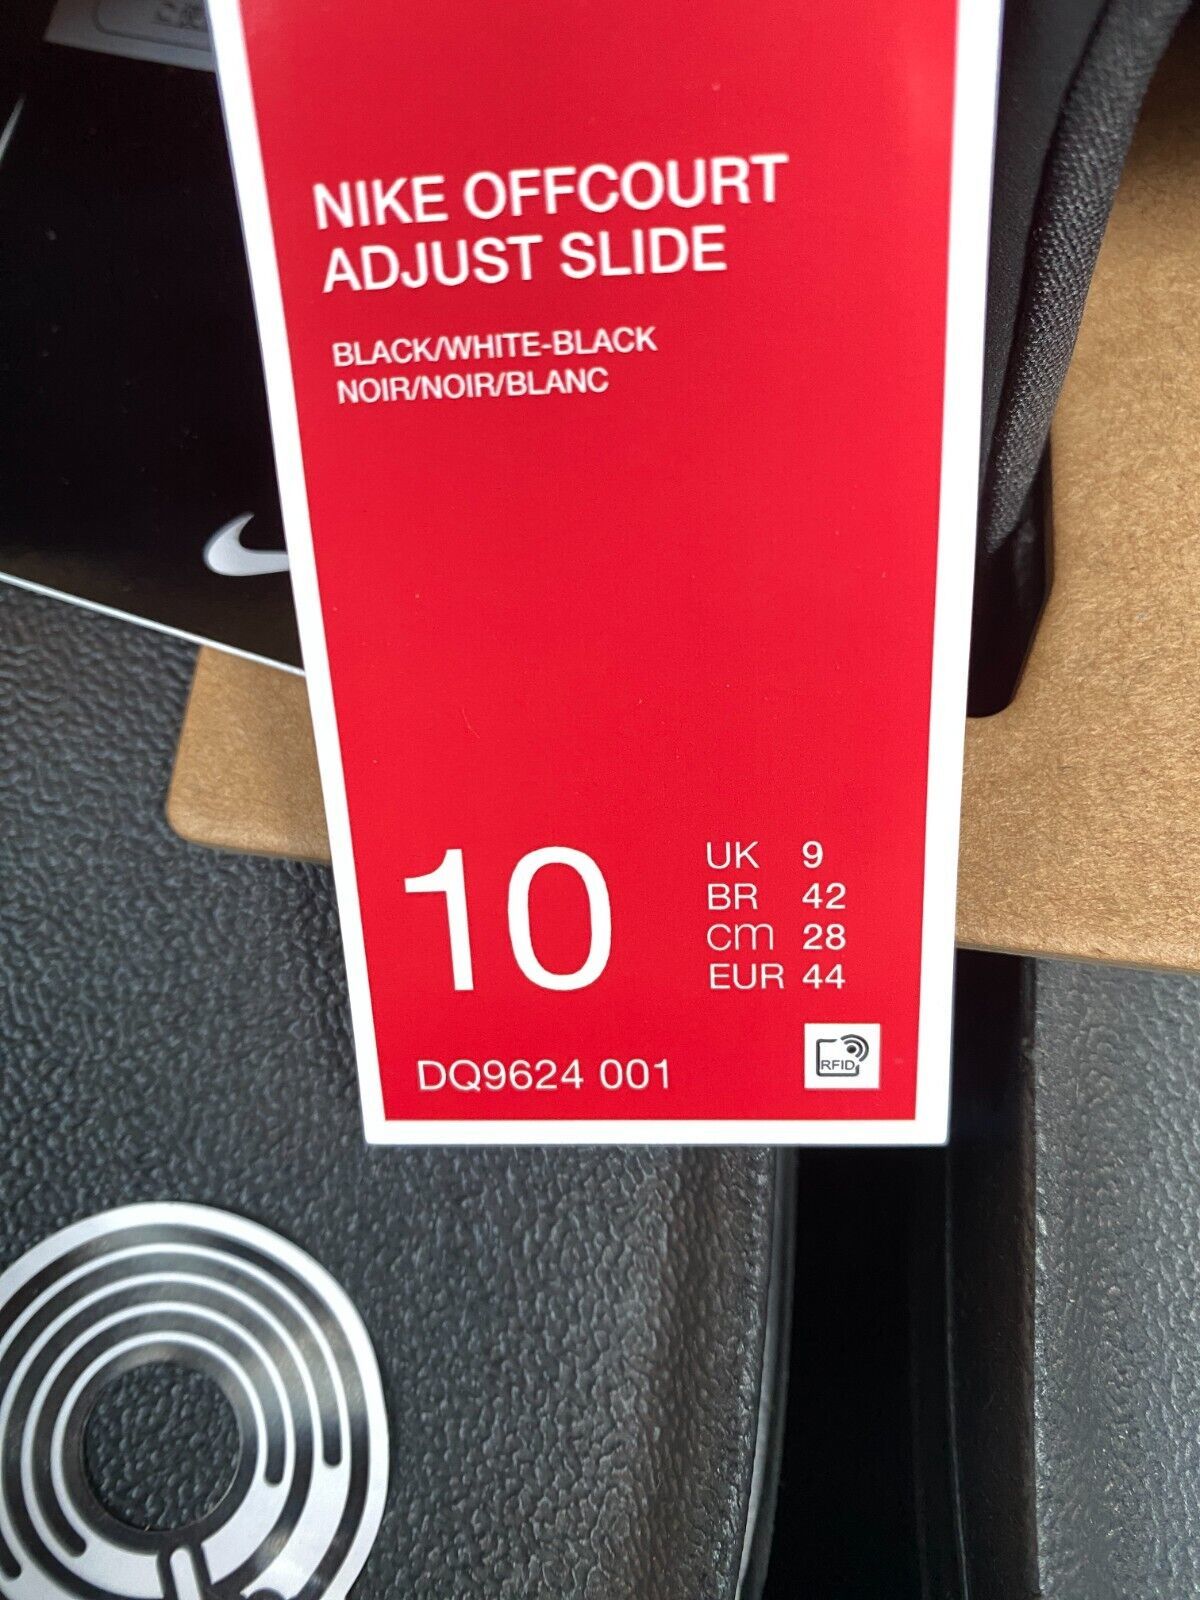 NIKE OFFCOURT
ADJUST SLIDE
BLACK/WHITE-BLACK
NOIR/NOIR/BLANC
10
UK 9
BR 42
cm 28
EUR 44
DQ9624 001
RFID